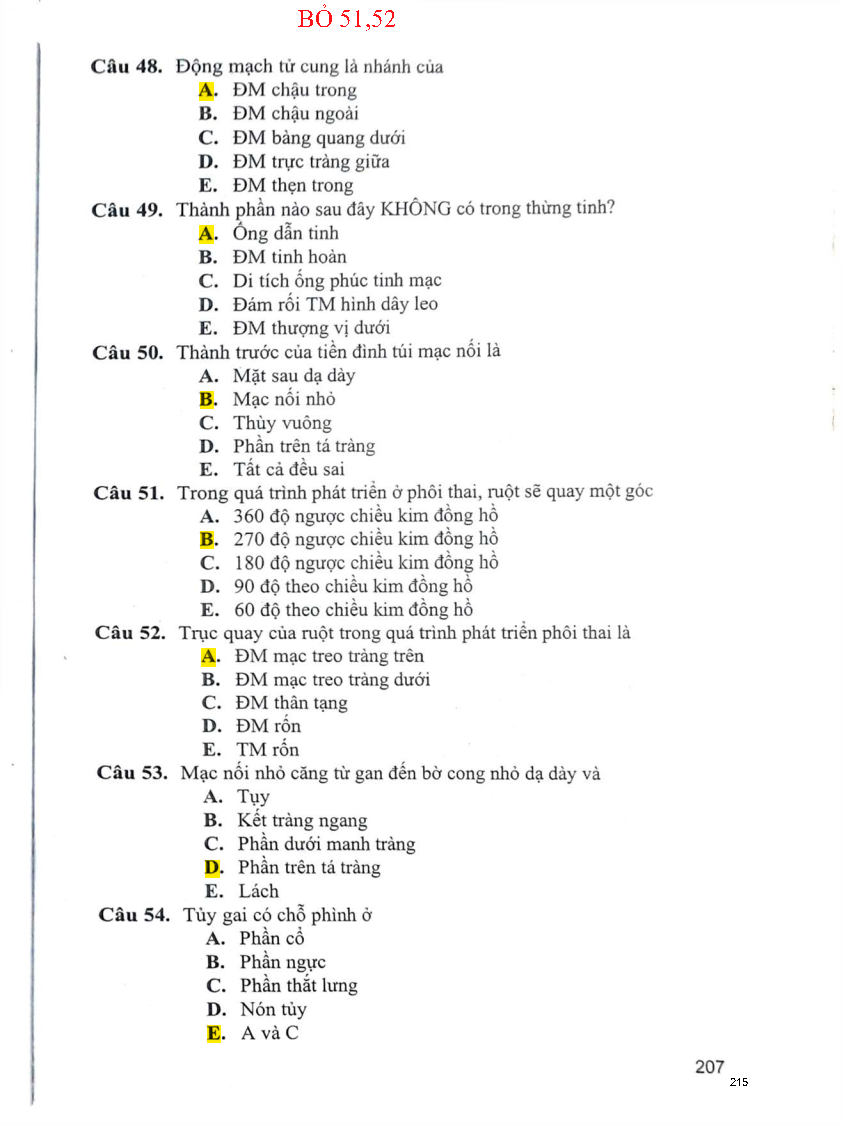 BỎ 51,52
Câu 48. Động mạch tử cung là nhánh của
A. ĐM chậu trong
B. ĐM chậu ngoài
C. ĐM bàng quang dưới
D. ĐM trực tràng giữa
E. ĐM thẹn trong
Câu 49. Thành phần nào sau đây KHÔNG có trong thừng tinh?
A. Ống dẫn tinh
B. ĐM tinh hoàn
C. Di tích ống phúc tinh mạc
D. Đám rối TM hình dây leo
E. ĐM thượng vị dưới
Câu 50. Thành trước của tiền đình túi mạc nối là
A. Mặt sau dạ dày
B. Mạc nối nhỏ
C. Thùy vuông
D. Phần trên tá tràng
E. Tất cả đều sai
Câu 51. Trong quá trình phát triển ở phôi thai, ruột sẽ quay một góc
A. 360 độ ngược chiều kim đồng hồ
B. 270 độ ngược chiều kim đồng hồ
C. 180 độ ngược chiều kim đồng hồ
D. 90 độ theo chiều kim đồng hồ
E. 60 độ theo chiều kim đồng hồ
Câu 52. Trục quay của ruột trong quá trình phát triển phôi thai là
A. ĐM mạc treo tràng trên
B. ĐM mạc treo tràng dưới
C. ĐM thân tạng
D. ĐM rốn
E. TM rốn
Câu 53. Mạc nối nhỏ căng từ gan đến bờ cong nhỏ dạ dày và
A. Tụy
B. Kết tràng ngang
C. Phần dưới manh tràng
D. Phần trên tá tràng
E. Lách
Câu 54. Tủy gai có chỗ phình ở
A. Phần cổ
B. Phần ngực
C. Phần thắt lưng
D. Nón tủy
E. A và C
207
215